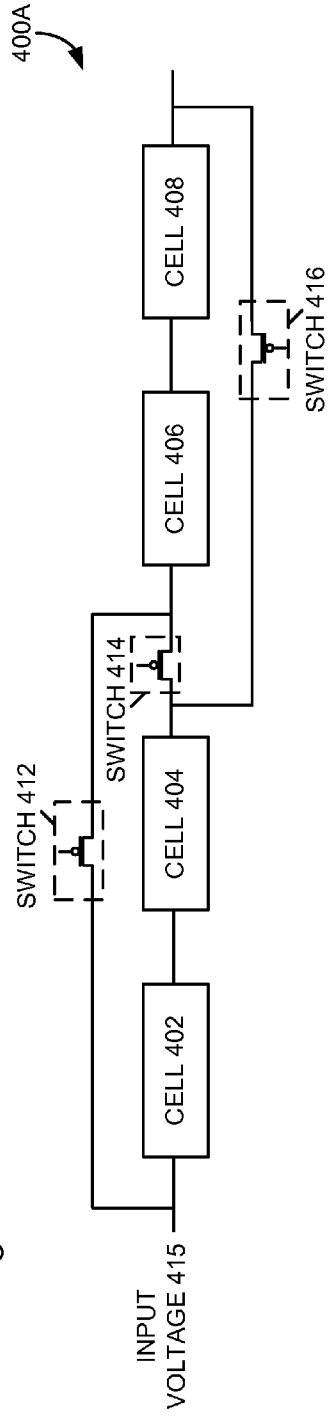 400A
SWITCH 412
SWITCH 414
INPUT
VOLTAGE 415
CELL 402
CELL 404
CELL 406
CELL 408
SWITCH 416